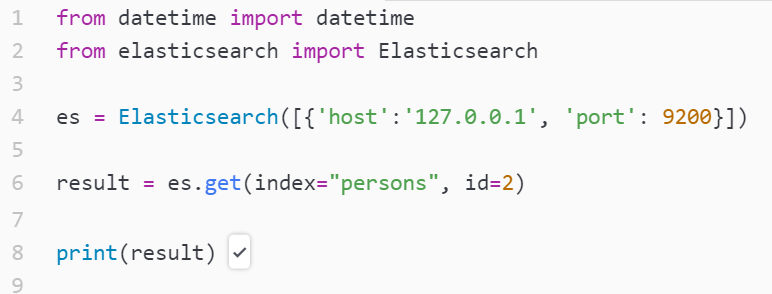 1 from datetime import datetime
2 from elasticsearch import Elasticsearch
3
4 es = Elasticsearch([{'host':'127.0.0.1', 'port': 9200}])
5
6 result = es.get(index="persons", id=2)
7
8 print(result) ✓
9